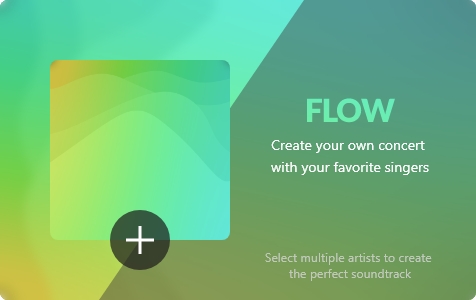 FLOW
Create your own concert
with your favorite singers
Select multiple artists to create
the perfect soundtrack